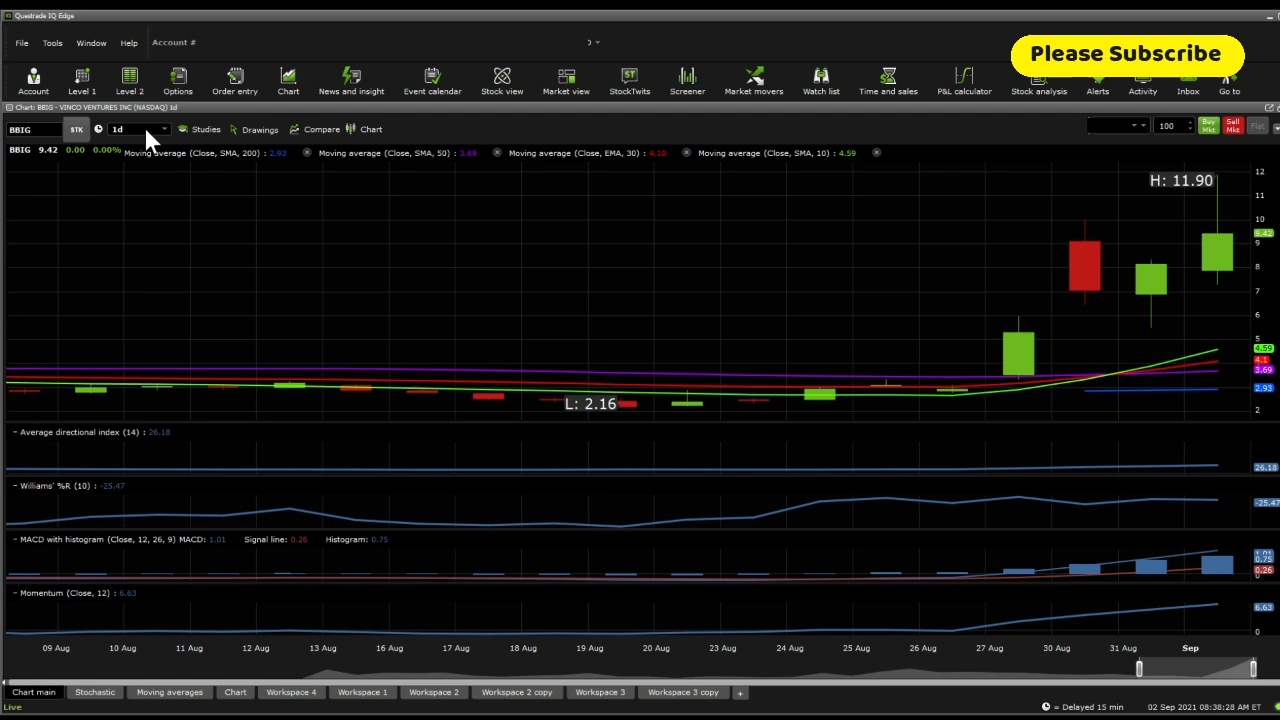 Questrade IQ Edge
File Tools Window Help Account #
Please Subscribe
Account Level 1 Level 2 Options Order entry Chart News and insight Event calendar Stock view Market view StockTwits Screener Market movers Watch list Time and sales P&L calculator Stock analysis Alerts Activity Inbox Go to
Chart: BBIG - VINCO VENTURES INC (NASDAQ) 1d
BBIG STK 1d Studies Drawings Compare Chart 100 Buy Mkt Sell Mkt Flat
BBIG 9.42 0.00 0.00% Moving average (Close, SMA, 200) : 2.93 Moving average (Close, SMA, 50) : 3.69 Moving average (Close, EMA, 30) : 4.10 Moving average (Close, SMA, 10) : 4.59
12
H: 11.90
11
10
9.42
9
8
7
6
5
4.59
4.1
3.69
2.93
L: 2.16
2
Average directional index (14) : 26.18
26.18
Williams' %R (10) : -25.47
-25.47
MACD with histogram (Close, 12, 26, 9) MACD: 1.01 Signal line: 0.26 Histogram: 0.75
1.01
0.75
0.26
0
Momentum (Close, 12) : 6.63
6.63
0
09 Aug 10 Aug 11 Aug 12 Aug 13 Aug 16 Aug 17 Aug 18 Aug 19 Aug 20 Aug 23 Aug 24 Aug 25 Aug 26 Aug 27 Aug 30 Aug 31 Aug Sep
Chart main Stochastic Moving averages Chart Workspace 4 Workspace 1 Workspace 2 Workspace 2 copy Workspace 3 Workspace 3 copy +
Live = Delayed 15 min 02 Sep 2021 08:38:28 AM ET